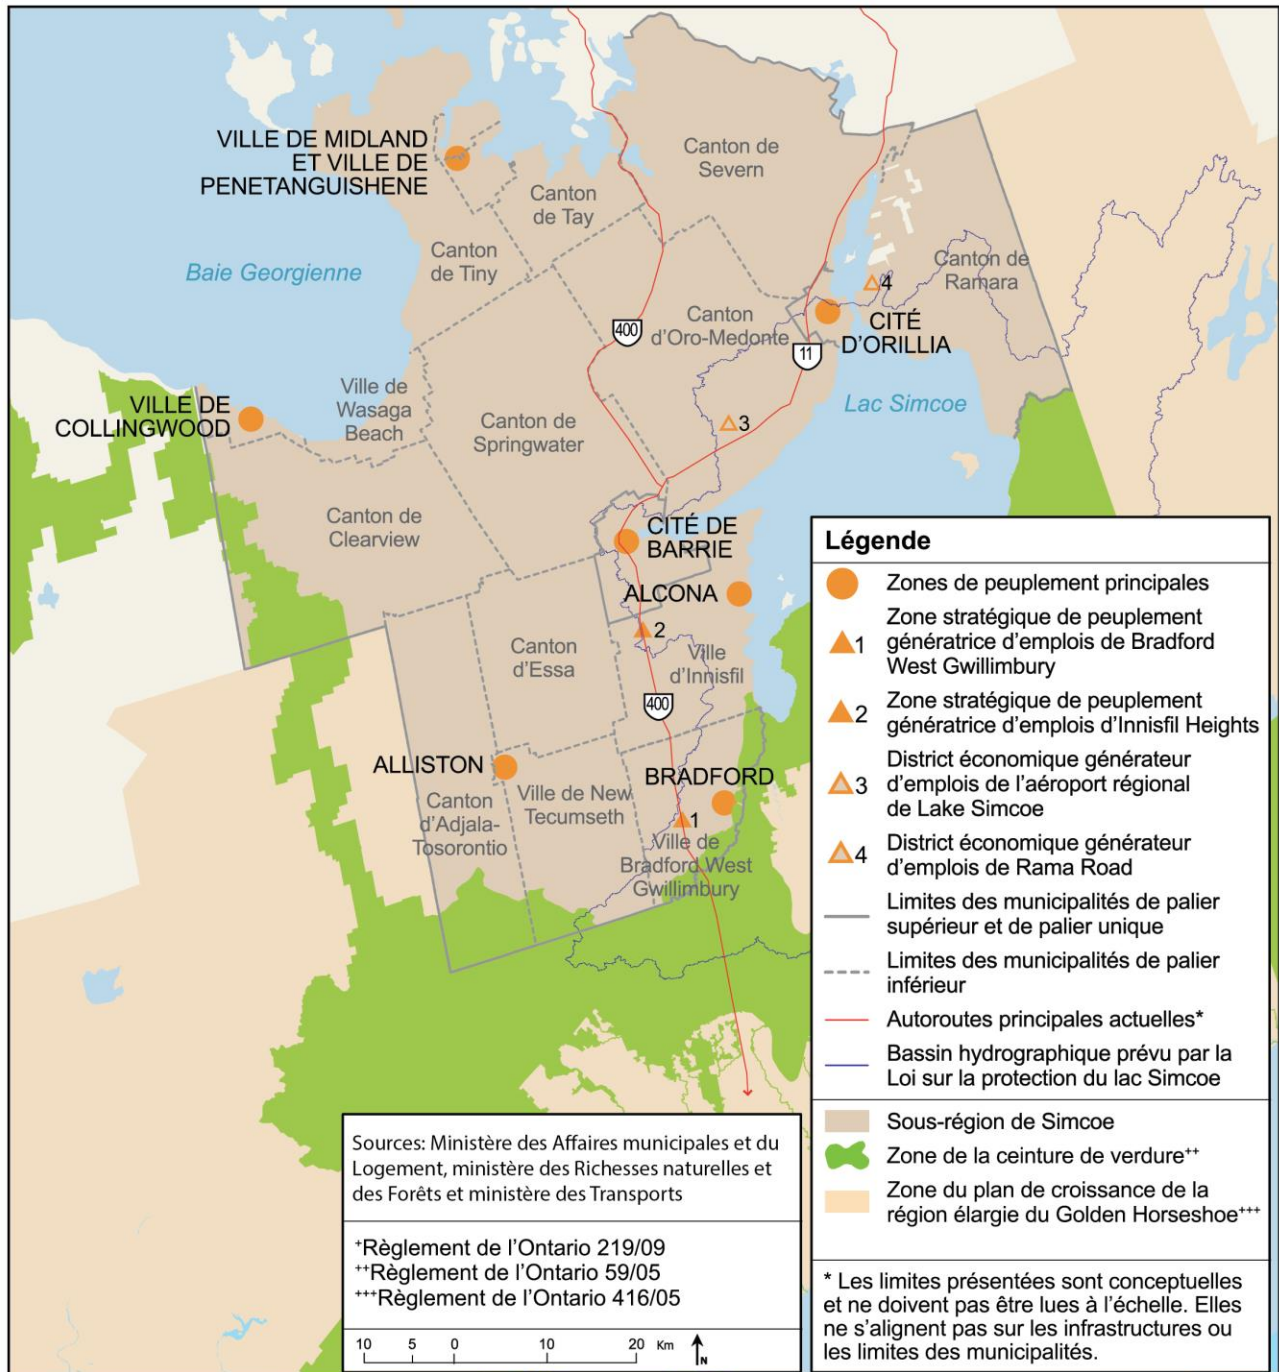 VILLE DE MIDLAND
ET VILLE DE
PENETANGUISHENE
Canton de
Severn
Canton
de Tay
Canton
de Tiny
Baie Georgienne
Canton de
Ramara
4
400
Canton
d'Oro-Medonte
CITÉ
D'ORILLIA
11
Ville de
Wasaga
Beach
VILLE DE
COLLINGWOOD
Canton de
Springwater
3
Lac Simcoe
Canton de
Clearview
CITÉ DE
BARRIE
ALCONA
2
Canton
d'Essa
Ville
d'Innisfil
400
ALLISTON
BRADFORD
Canton
d'Adjala-
Tosorontio
Ville de New
Tecumseth
1
Ville de
Bradford West
Gwillimbury
Légende
Zones de peuplement principales
1
Zone stratégique de peuplement
génératrice d'emplois de Bradford
West Gwillimbury
2
Zone stratégique de peuplement
génératrice d'emplois d'Innisfil Heights
3
District économique générateur
d'emplois de l'aéroport régional
de Lake Simcoe
4
District économique générateur
d'emplois de Rama Road
Limites des municipalités de palier
supérieur et de palier unique
Limites des municipalités de palier
inférieur
Autoroutes principales actuelles*
Bassin hydrographique prévu par la
Loi sur la protection du lac Simcoe
Sous-région de Simcoe
Zone de la ceinture de verdure++
Zone du plan de croissance de la
région élargie du Golden Horseshoe+++
* Les limites présentées sont conceptuelles
et ne doivent pas être lues à l'échelle. Elles
ne s'alignent pas sur les infrastructures ou
les limites des municipalités.
Sources: Ministère des Affaires municipales et du
Logement, ministère des Richesses naturelles et
des Forêts et ministère des Transports
+Règlement de l'Ontario 219/09
++Règlement de l'Ontario 59/05
+++Règlement de l'Ontario 416/05
10 5 0 10 20 Km
N